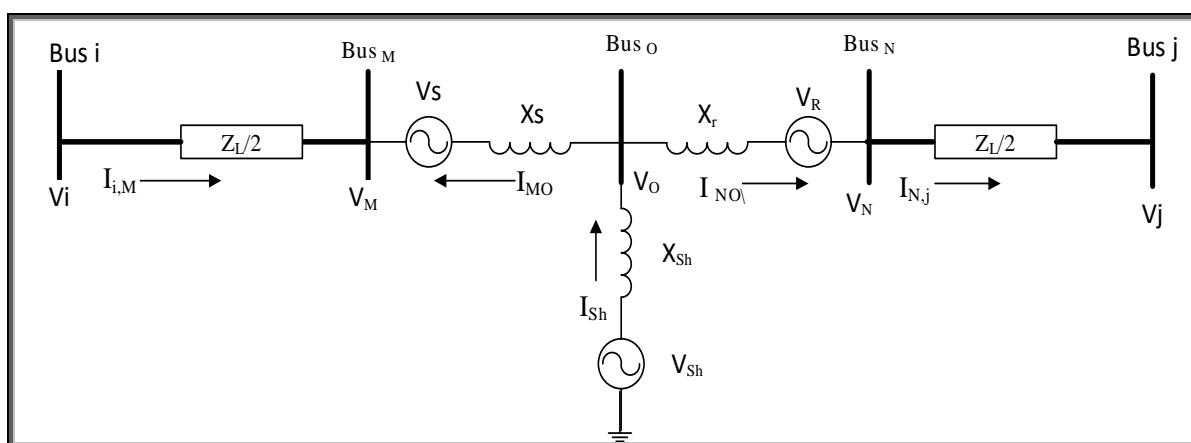 Bus i
Bus M
Bus O
Bus N
Bus j
Vs
Xs
Xr
VR
ZL/2
ZL/2
Ii,M
IMO
VO
I NO\
IN,j
Vi
VM
VN
Vj
XSh
ISh
VSh